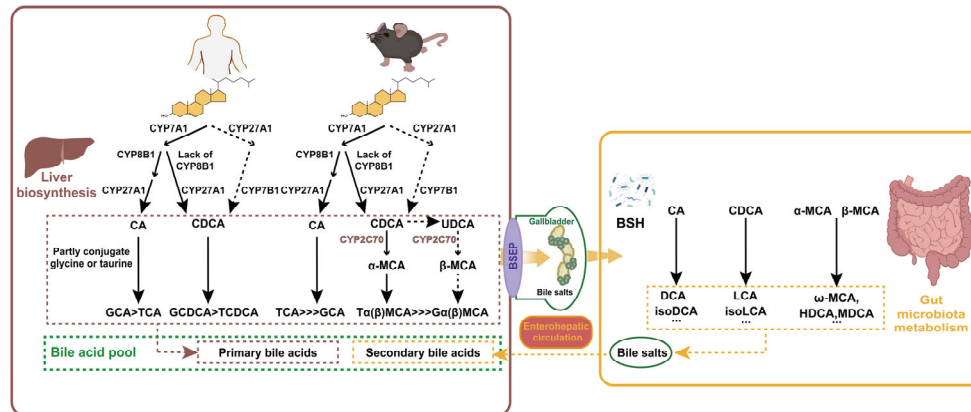 HO
HO
CYP7A1
CYP27A1
CYP7A1
CYP27A1
CYP8B1
Lack of
CYP8B1
CYP8B1
Lack of
CYP8B1
Liver
biosynthesis
CYP27A1
CYP27A1
CYP7B1
CYP27A1
CYP27A1
CYP7B1
CA
CDCA
CA
CDCA
UDCA
CYP2C70
CYP2C70
Partly conjugate
glycine or taurine
α-MCA
β-MCA
GCA>TCA
GCDCA>TCDCA
TCA>>>GCA
Tα(β)MCA>>>Gα(β)MCA
Bile acid pool
Primary bile acids
Secondary bile acids
BSEP
Gallbladder
Bile salts
Enterohepatic
circulation
BSH
CA
CDCA
α-MCA
β-MCA
DCA
isoDCA
...
LCA
isoLCA
...
ω-MCA,
HDCA,MDCA
...
Gut
microbiota
metabolism
Bile salts